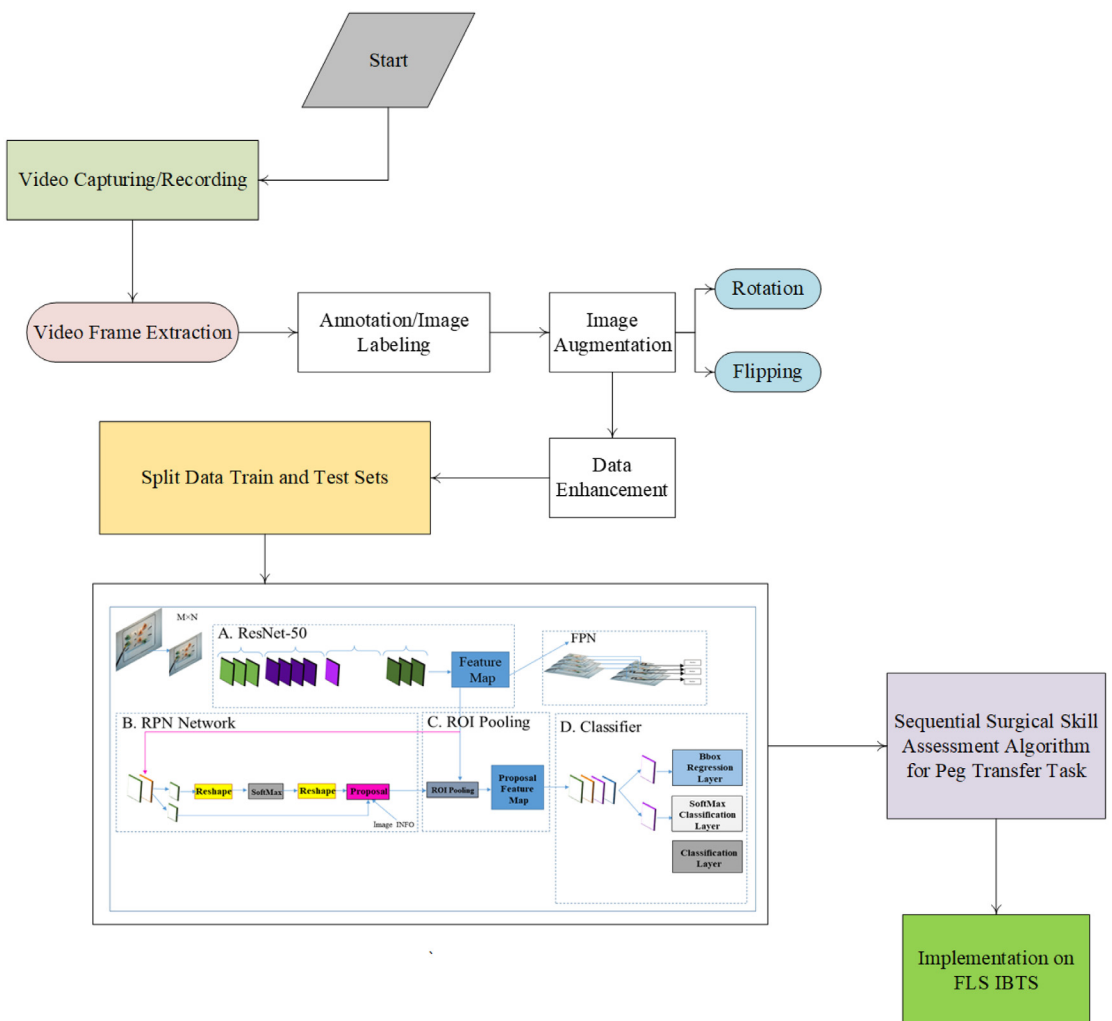 Start
Video Capturing/Recording
Video Frame Extraction
Annotation/Image
Labeling
Image
Augmentation
Rotation
Flipping
Data
Enhancement
Split Data Train and Test Sets
M×N
A. ResNet-50
Feature
Map
FPN
B. RPN Network
Reshape
SoftMax
Reshape
Proposal
Image INFO
C. ROI Pooling
ROI Pooling
Proposal
Feature
Map
D. Classifier
Bbox
Regression
Layer
SoftMax
Classification
Layer
Classification
Layer
Sequential Surgical Skill
Assessment Algorithm
for Peg Transfer Task
Implementation on
FLS IBTS